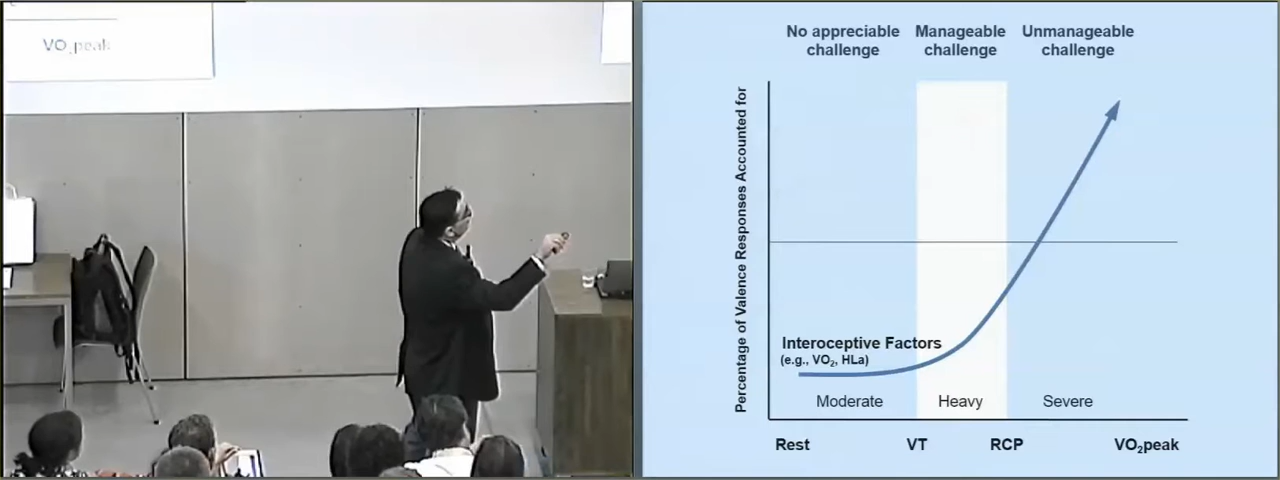 VO2peak
No appreciable
challenge
Manageable
challenge
Unmanageable
challenge
Percentage of Valence Responses Accounted for
Interoceptive Factors
(e.g., VO2, HLa)
Moderate
Heavy
Severe
Rest
VT
RCP
VO2peak